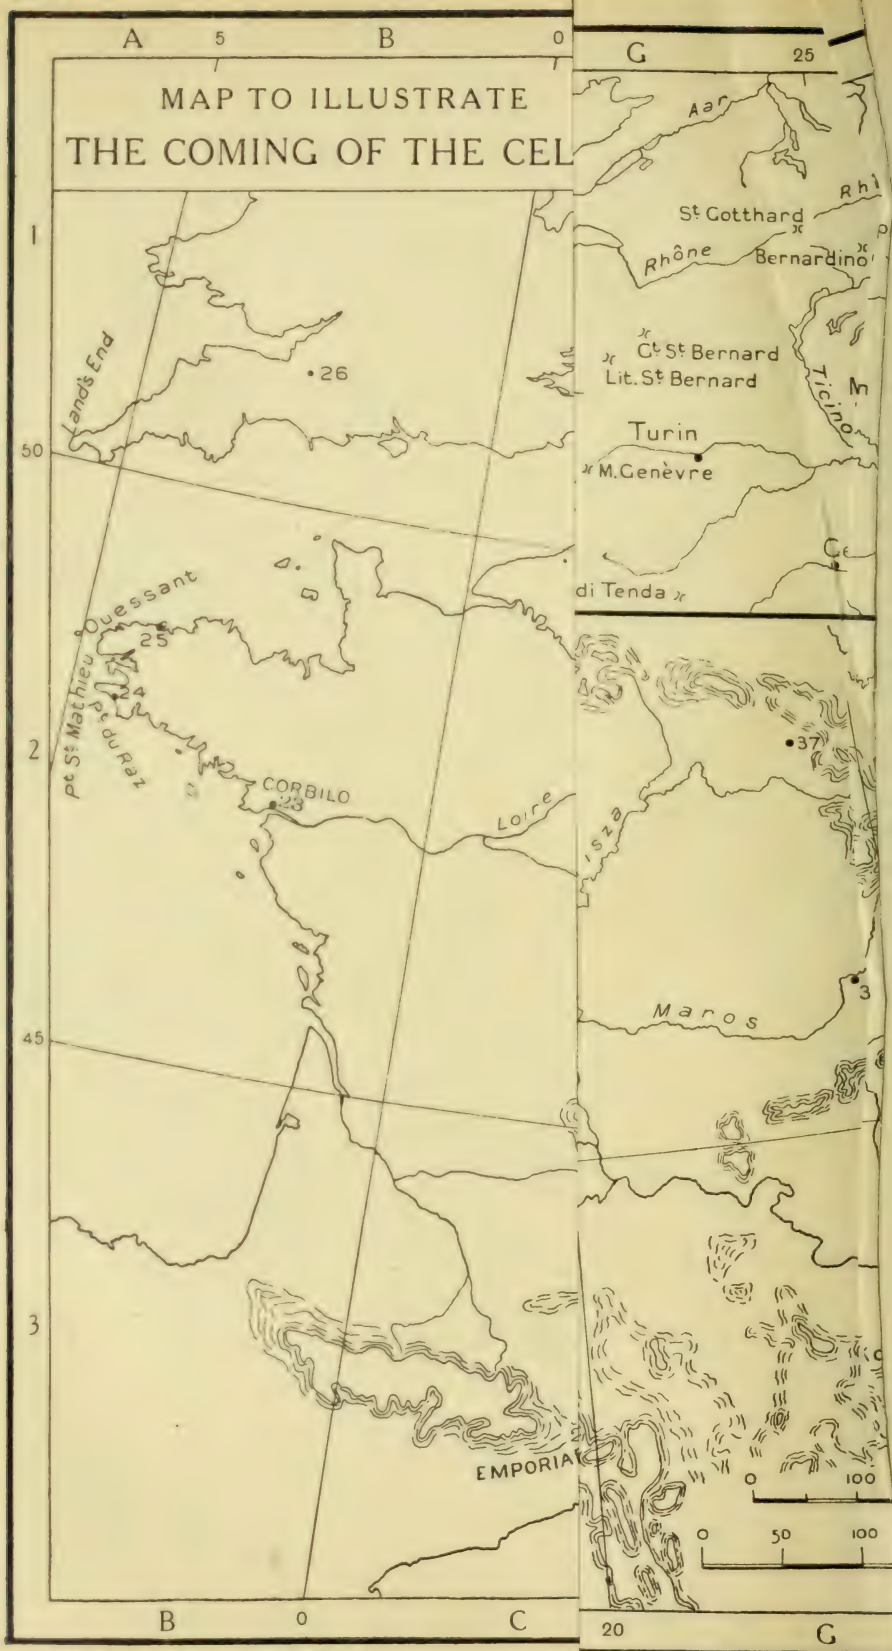 A 5 B 0
G 25
MAP TO ILLUSTRATE
THE COMING OF THE CEL
Aar
St Gotthard
1
Rhône
Bernardino
Land's End
Gt St Bernard
Lit. St Bernard
26
Ticino
Turin
50
M. Genèvre
di Tenda
Ouessant
25
Pt St Mathieu
24
Pt du Raz
37
2
CORBILO
23
Loire
isza
3
Maros
45
3
EMPORIA
0 100
0 50 100
B 0 C
20 G